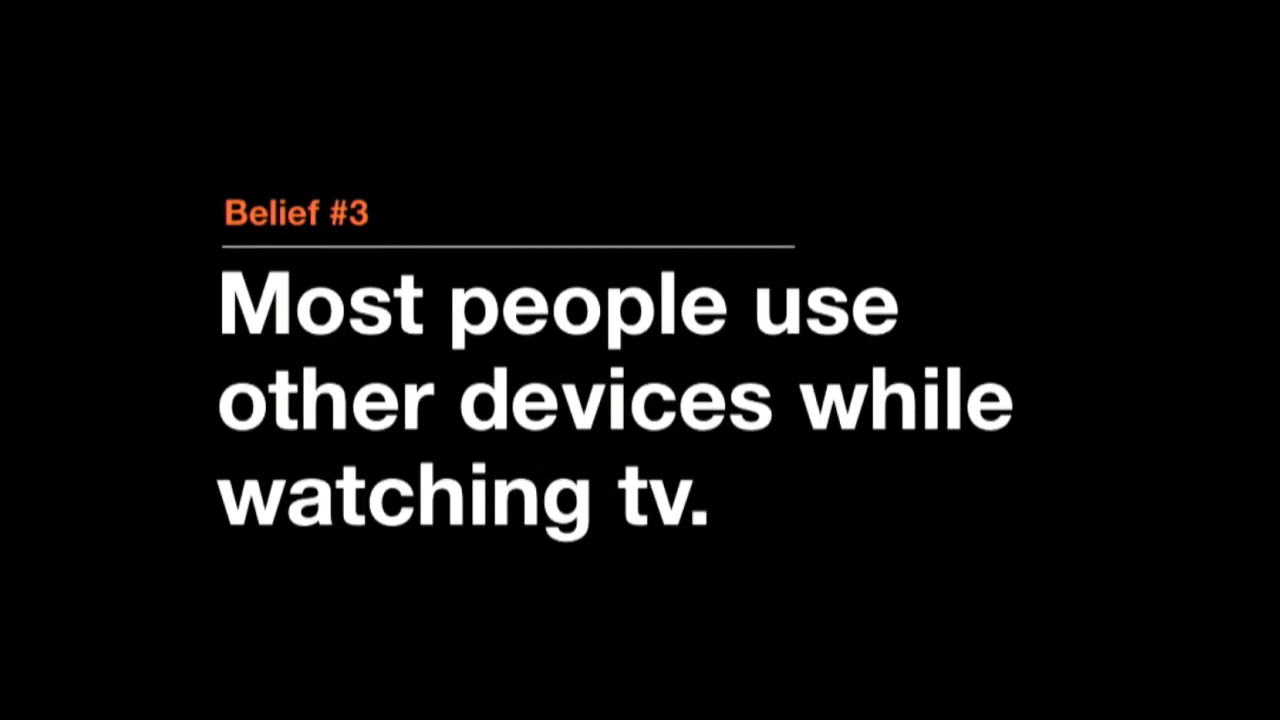 Belief #3
Most people use
other devices while
watching tv.